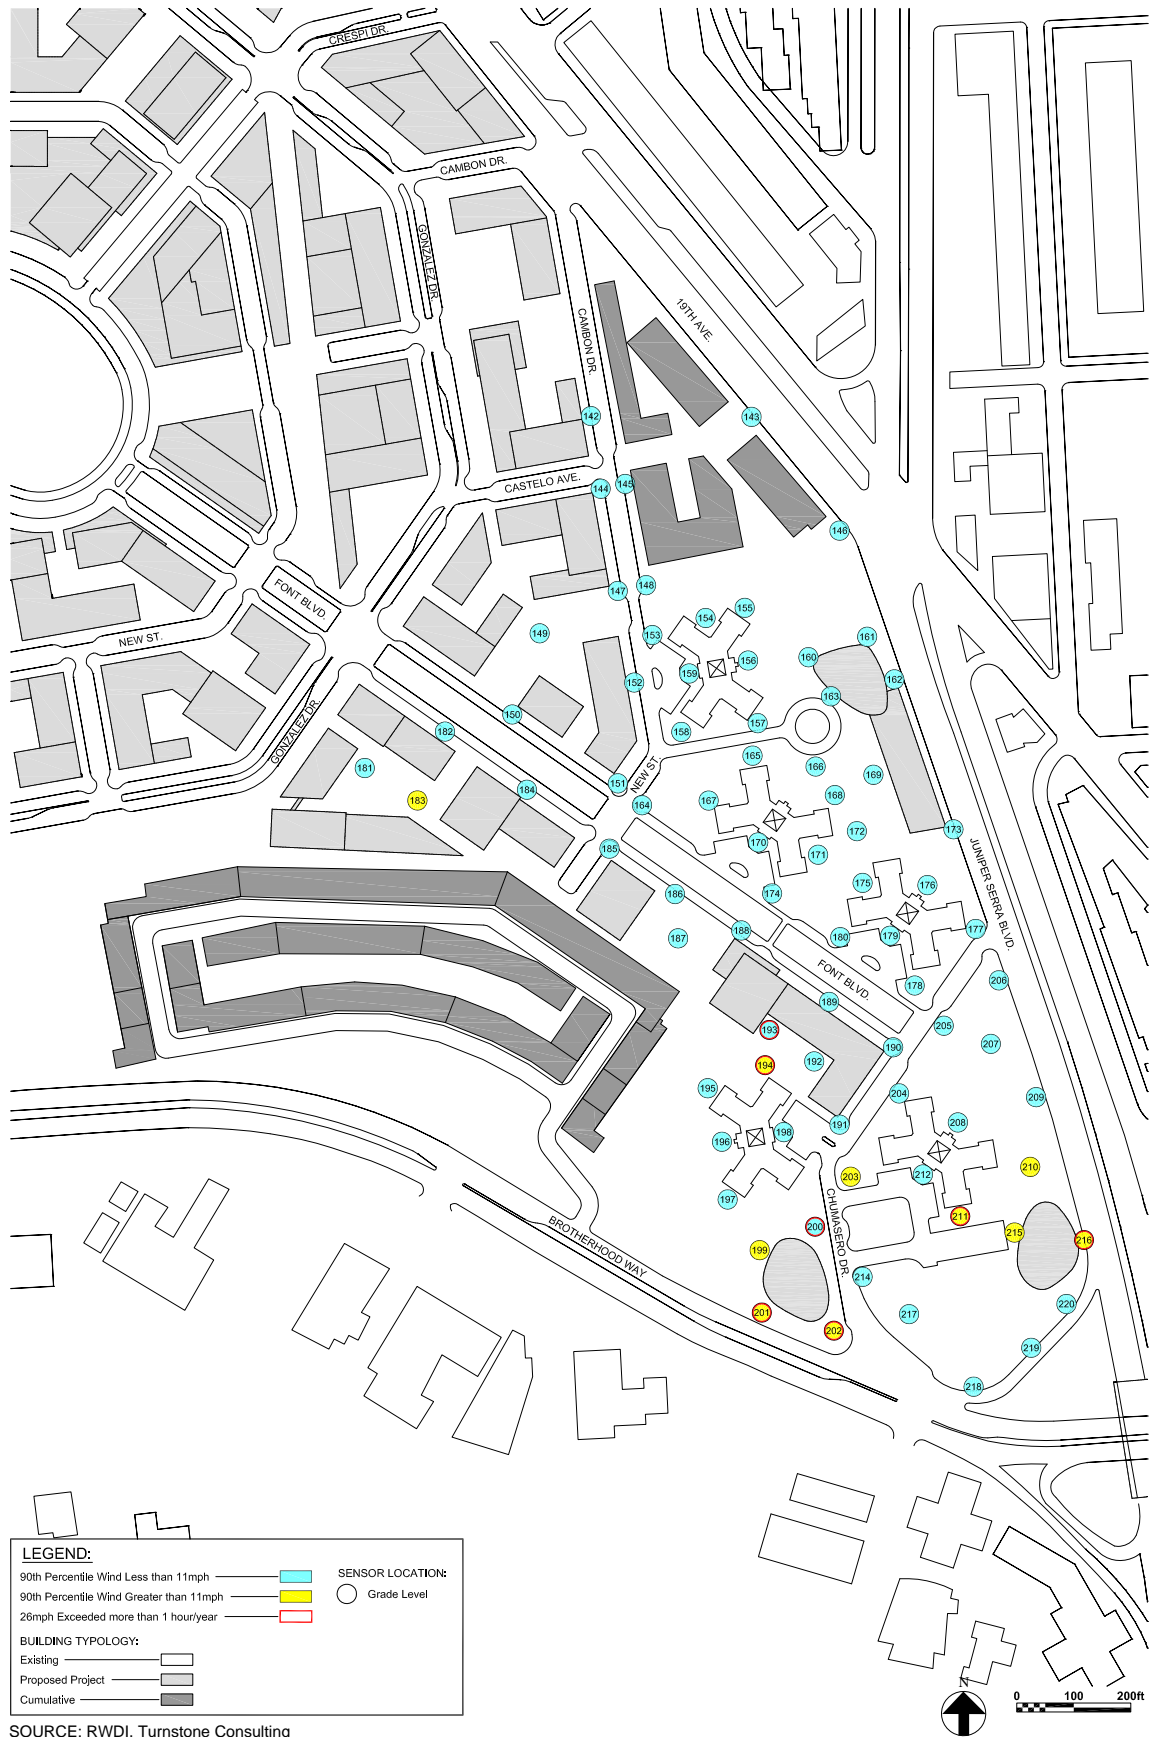 CRESPI DR.
CAMBON DR.
GONZALEZ DR.
19TH AVE.
CAMBON DR.
142
143
CASTELO AVE.
144
145
146
FONT BLVD.
147
148
NEW ST.
149
153
154
155
161
160
156
159
152
162
163
150
182
158
157
GONZALEZ DR.
165
181
151
NEW ST.
166
169
183
184
164
167
168
173
172
JUNIPER SERRA BLVD.
185
170
171
186
174
175
176
187
188
180
179
177
FONT BLVD.
178
206
189
193
205
190
207
194
192
195
204
209
191
208
196
198
203
212
210
197
CHUMASERO DR.
200
211
BROTHERHOOD WAY
199
215
216
214
201
202
217
220
219
218
LEGEND:
90th Percentile Wind Less than 11mph
90th Percentile Wind Greater than 11mph
26mph Exceeded more than 1 hour/year
SENSOR LOCATION:
Grade Level
BUILDING TYPOLOGY:
Existing
Proposed Project
Cumulative
N
0 100 200ft
SOURCE: RWDI, Turnstone Consulting